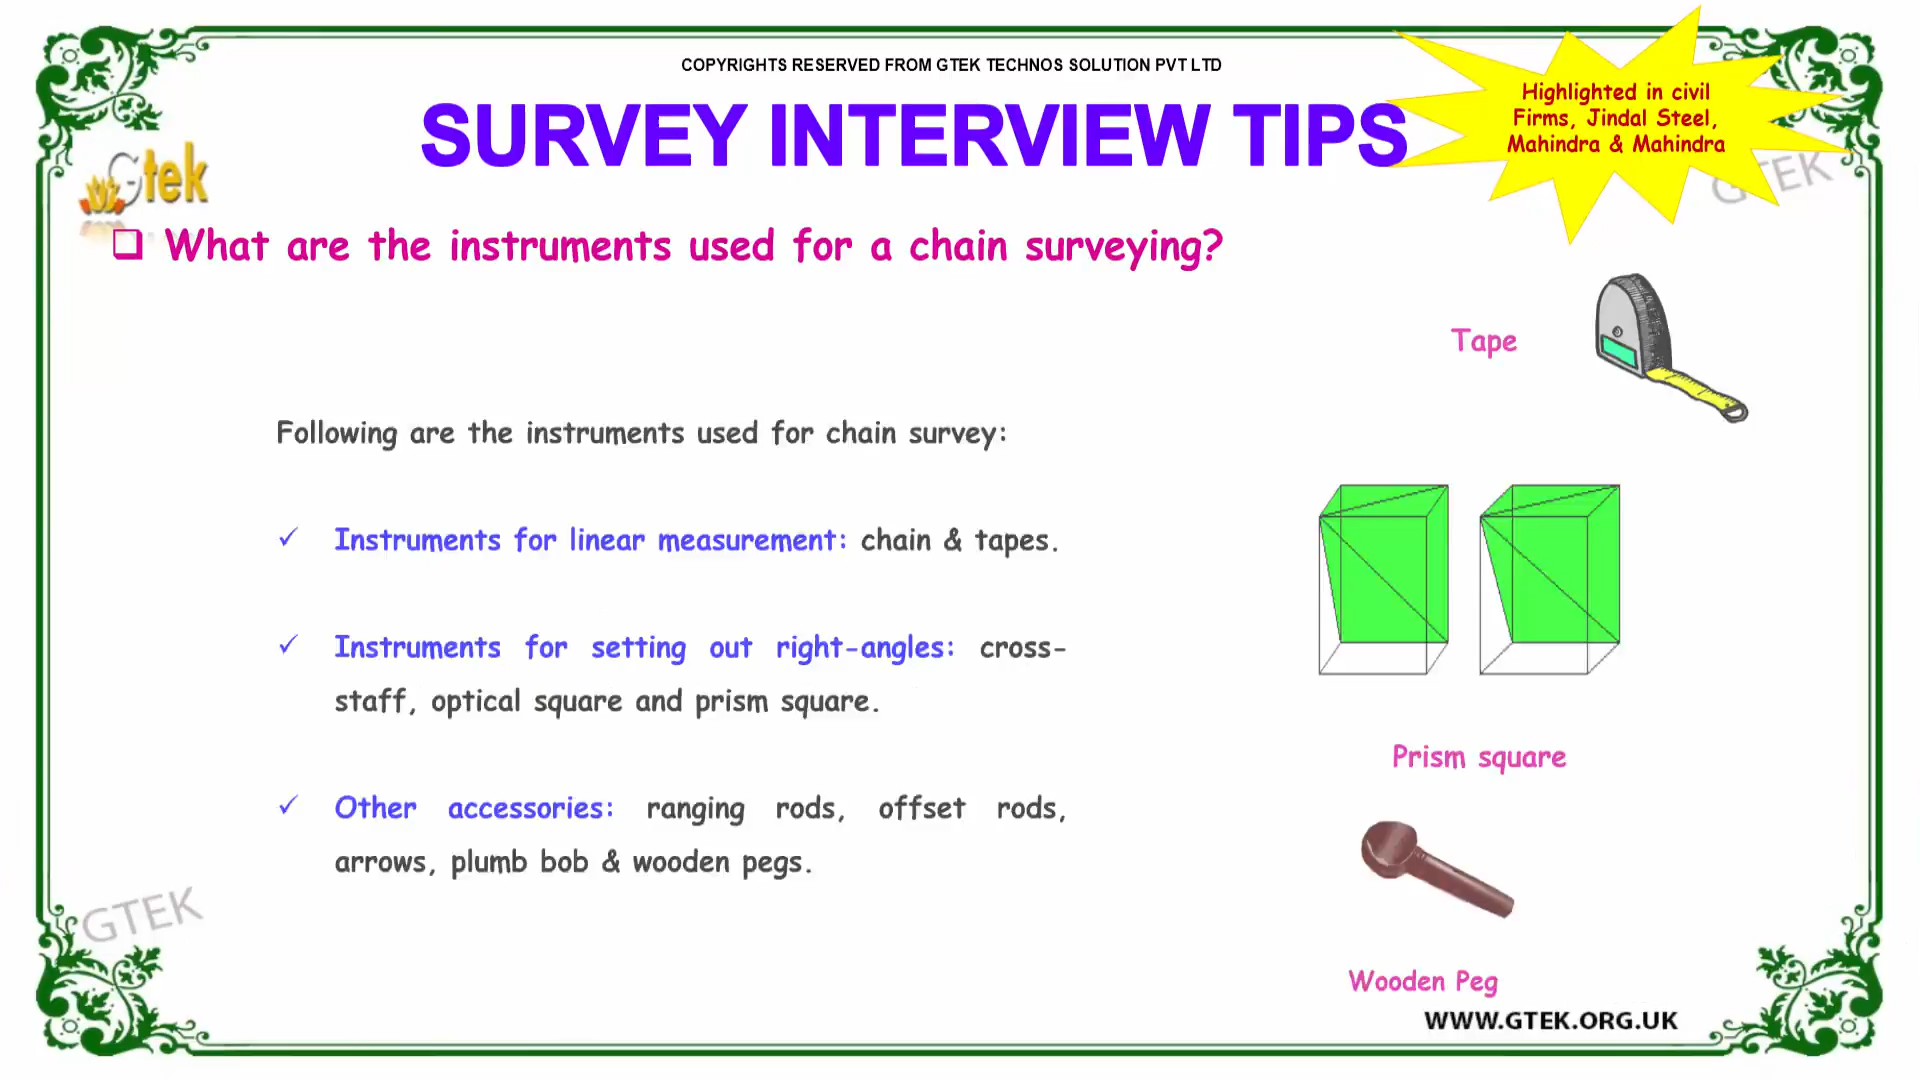 COPYRIGHTS RESERVED FROM GTEK TECHNOS SOLUTION PVT LTD
SURVEY INTERVIEW TIPS
Highlighted in civil
Firms, Jindal Steel,
Mahindra & Mahindra
Gtek
GTEK
What are the instruments used for a chain surveying?
Tape
Following are the instruments used for chain survey:
Instruments for linear measurement: chain & tapes.
Instruments for setting out right-angles: cross-
staff, optical square and prism square.
Prism square
Other accessories: ranging rods, offset rods,
arrows, plumb bob & wooden pegs.
GTEK
Wooden Peg
WWW.GTEK.ORG.UK